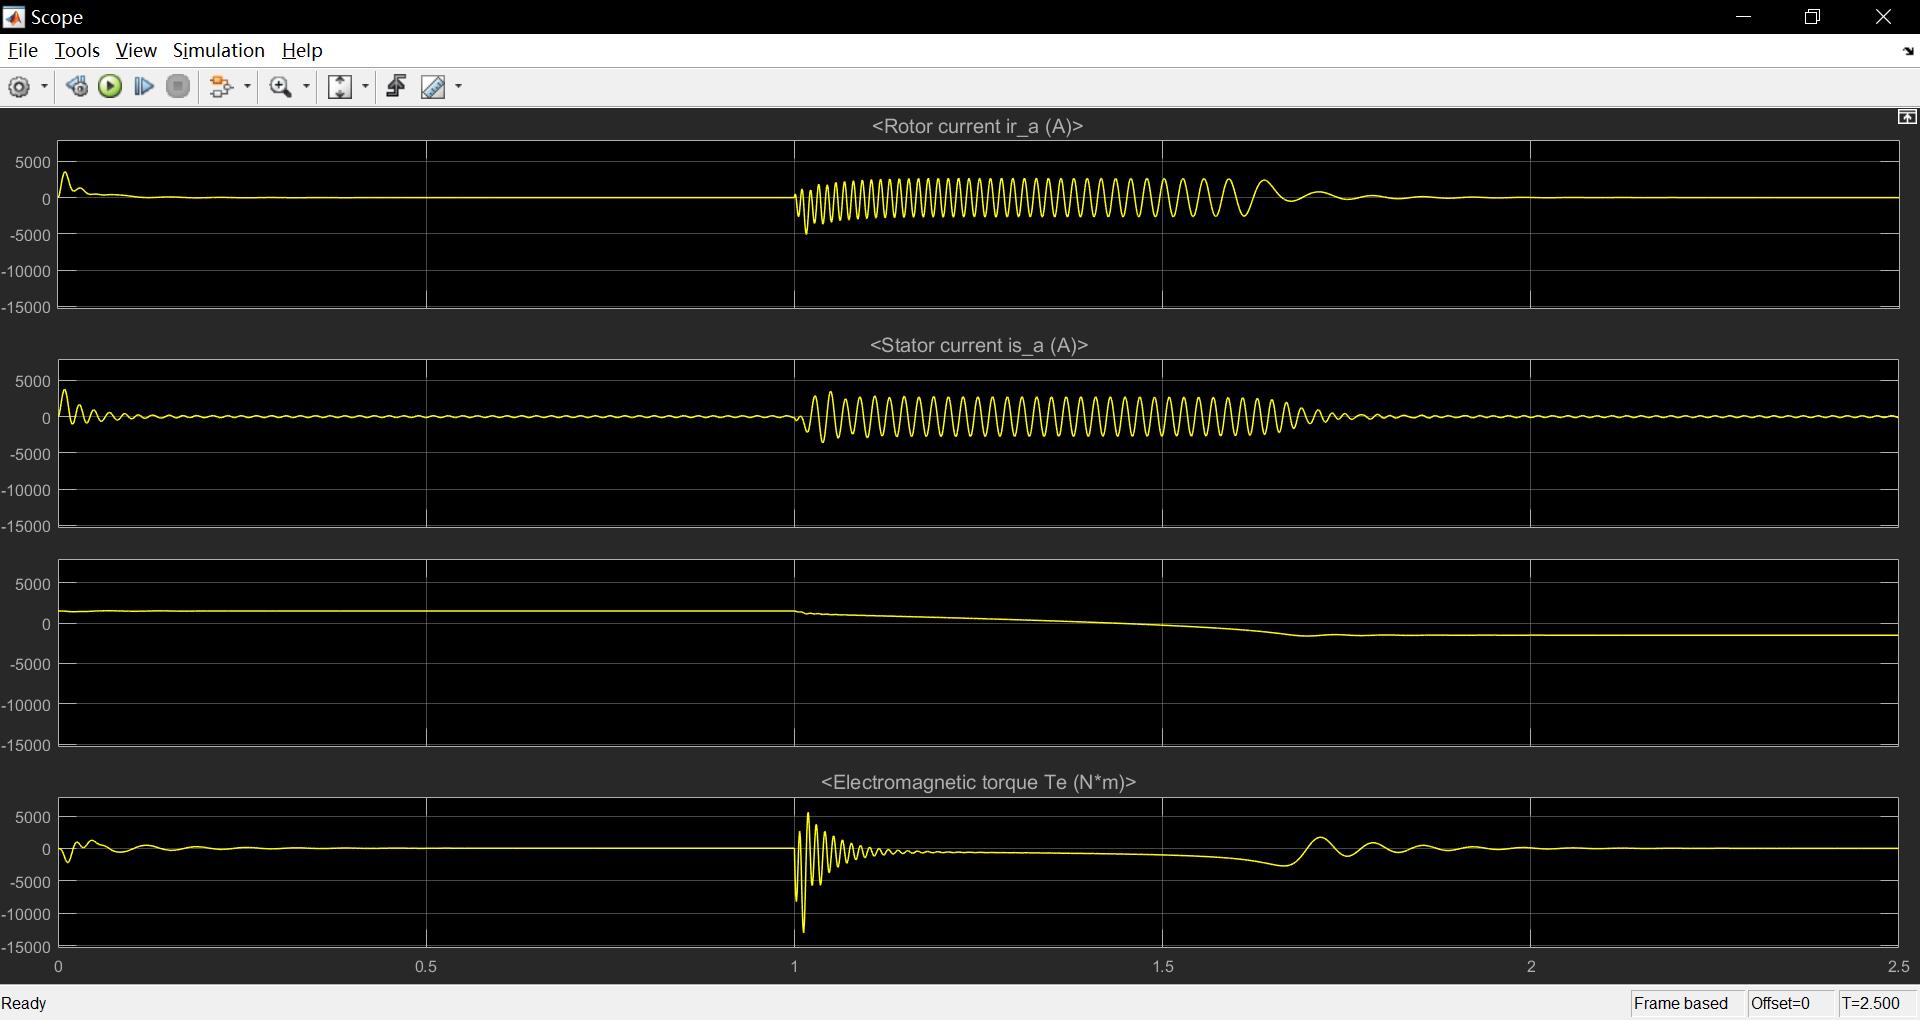 Scope
File Tools View Simulation Help
<Rotor current ir_a (A)>
5000
0
-5000
-10000
-15000
<Stator current is_a (A)>
5000
0
-5000
-10000
-15000
5000
0
-5000
-10000
-15000
<Electromagnetic torque Te (N*m)>
5000
0
-5000
-10000
-15000
0 0.5 1 1.5 2 2.5
Ready Frame based Offset=0 T=2.500